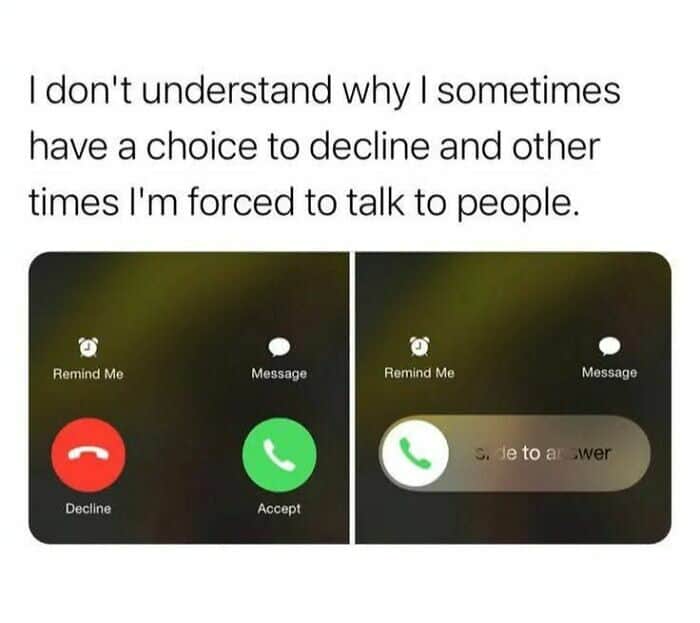 I don't understand why I sometimes
have a choice to decline and other
times I'm forced to talk to people.
Remind Me
Message
Remind Me
Message
to
Decline
Accept